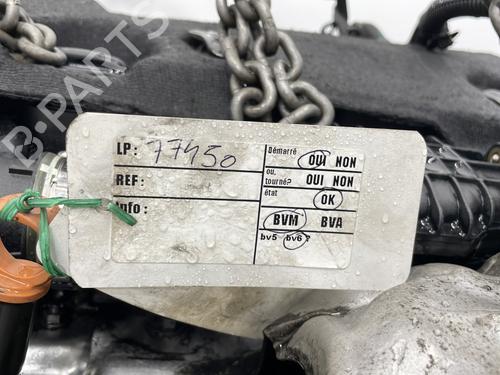 LP: 77450
REF:
Info:
Démarré OUI NON
ou.
tourné? OUI NON
état OK
BVM BVA
bv5 bv6 ?
B-PARTS